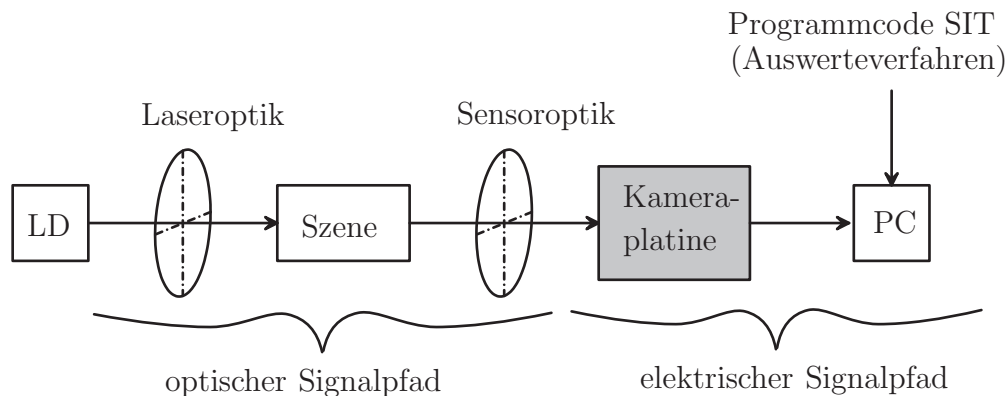 Programmcode SIT
(Auswerteverfahren)
Laseroptik
Sensoroptik
LD
Szene
Kamera-
platine
PC
optischer Signalpfad
elektrischer Signalpfad